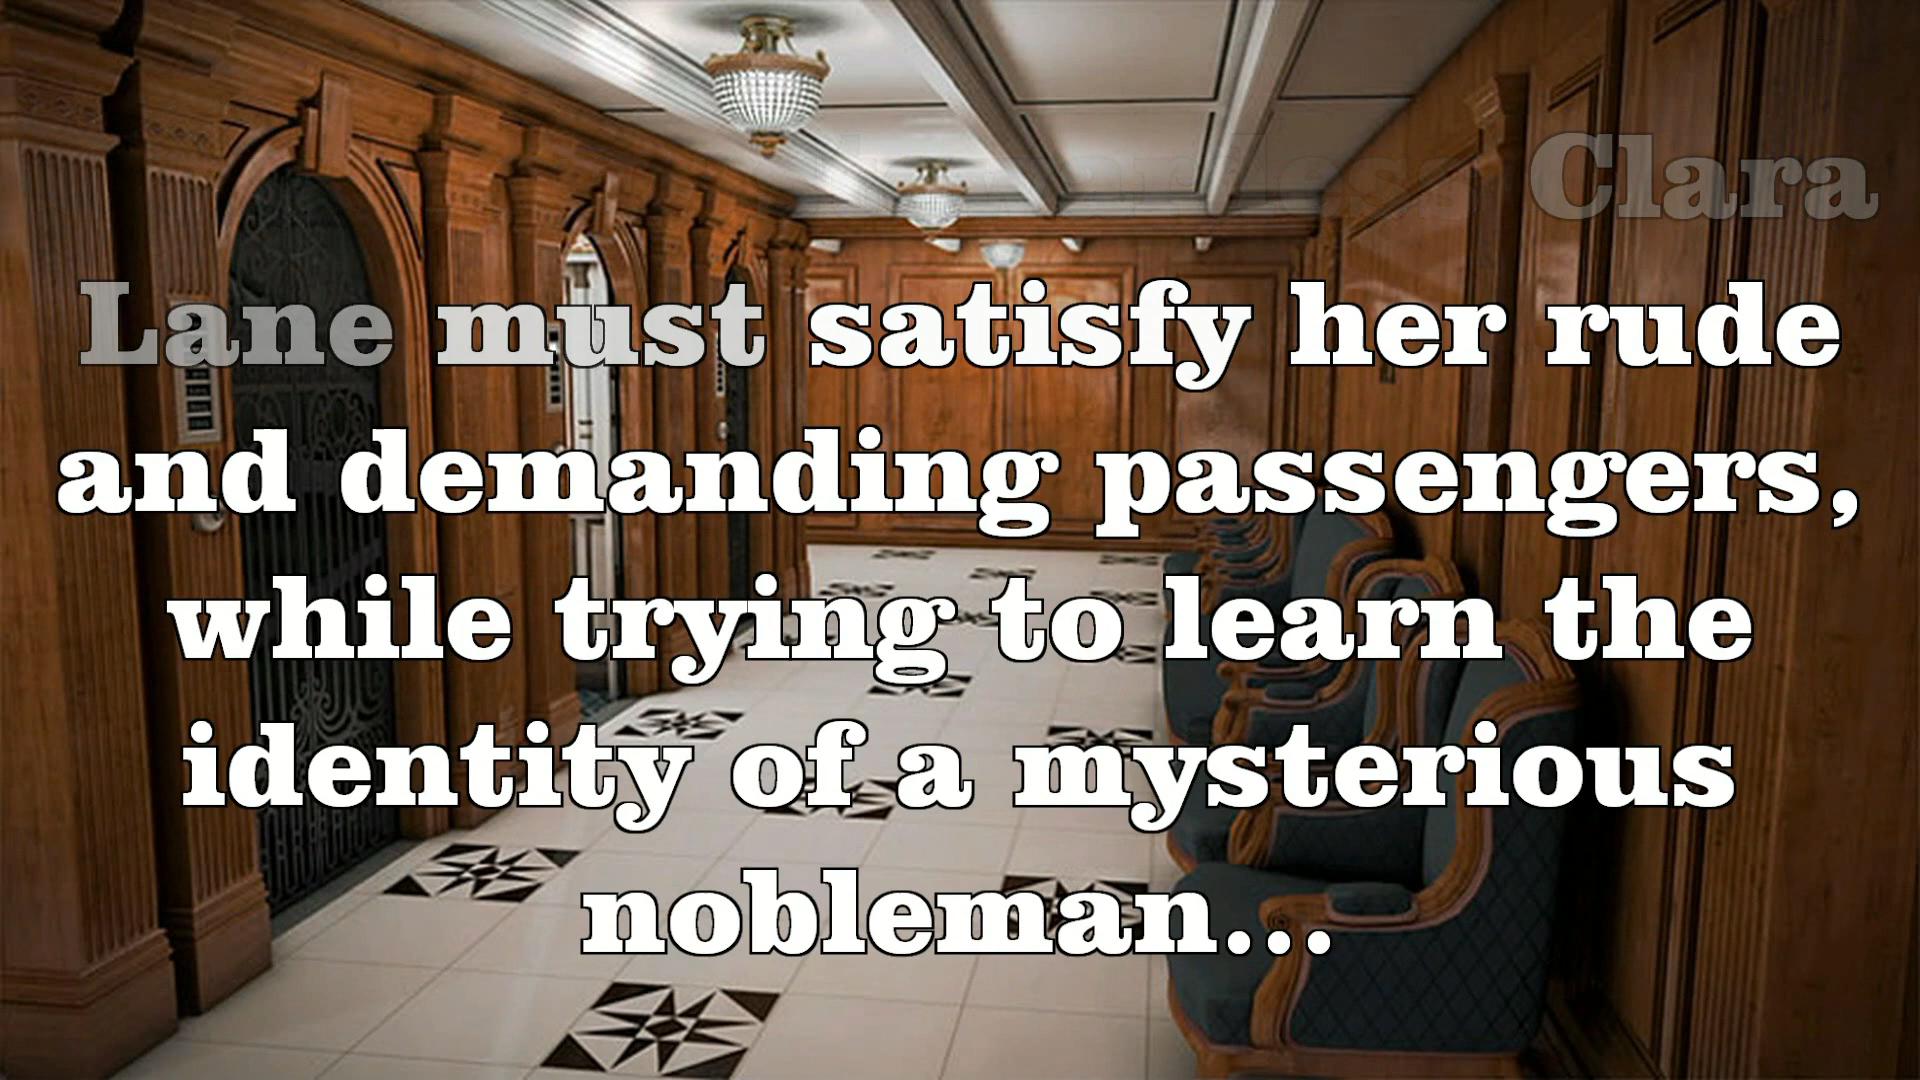 Clara
Lane must satisfy her rude
and demanding passengers,
while trying to learn the
identity of a mysterious
nobleman...